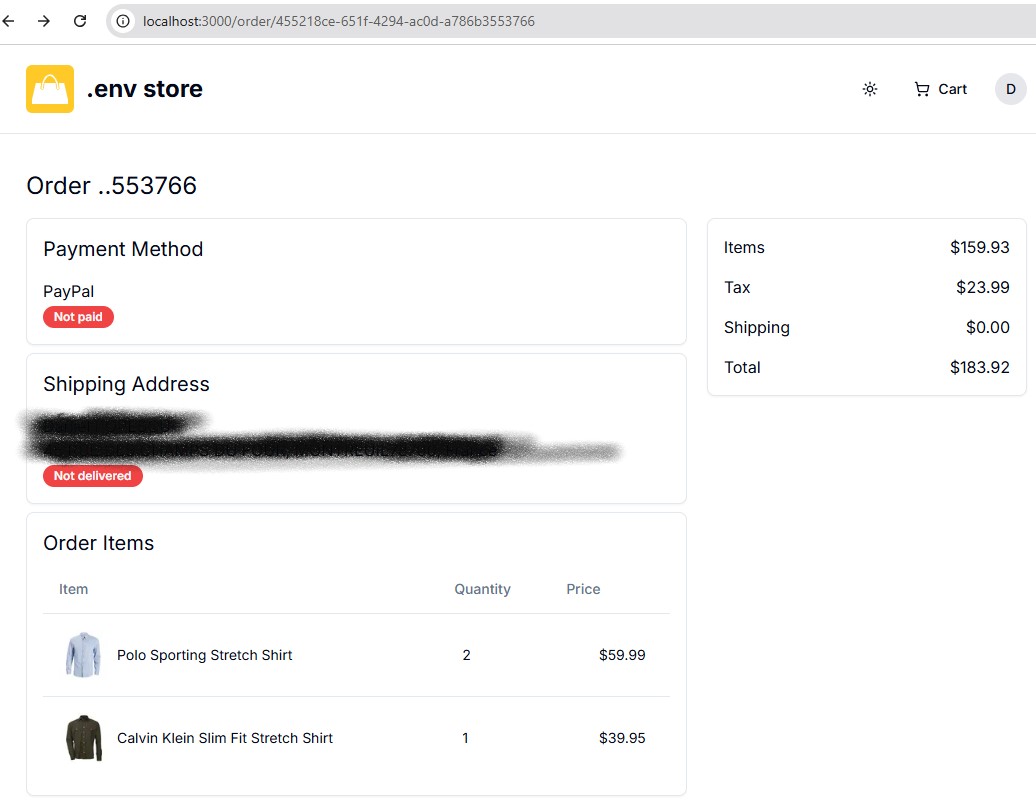 localhost:3000/order/455218ce-651f-4294-ac0d-a786b3553766
.env store
Cart
D
Order ..553766
Payment Method
PayPal
Not paid
Shipping Address
Not delivered
Order Items
Item Quantity Price
Polo Sporting Stretch Shirt 2 $59.99
Calvin Klein Slim Fit Stretch Shirt 1 $39.95
Items $159.93
Tax $23.99
Shipping $0.00
Total $183.92